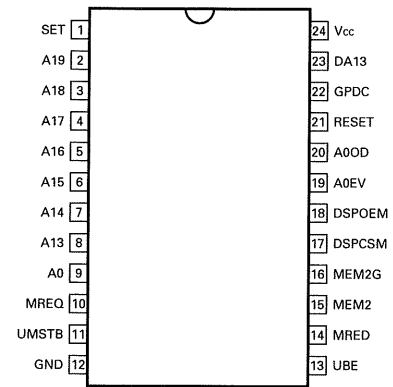 SET 1 24 Vcc
A19 2 23 DA13
A18 3 22 GPDC
A17 4 21 RESET
A16 5 20 A0OD
A15 6 19 A0EV
A14 7 18 DSPOEM
A13 8 17 DSPCSM
A0 9 16 MEM2G
MREQ 10 15 MEM2
UMSTB 11 14 MRED
GND 12 13 UBE